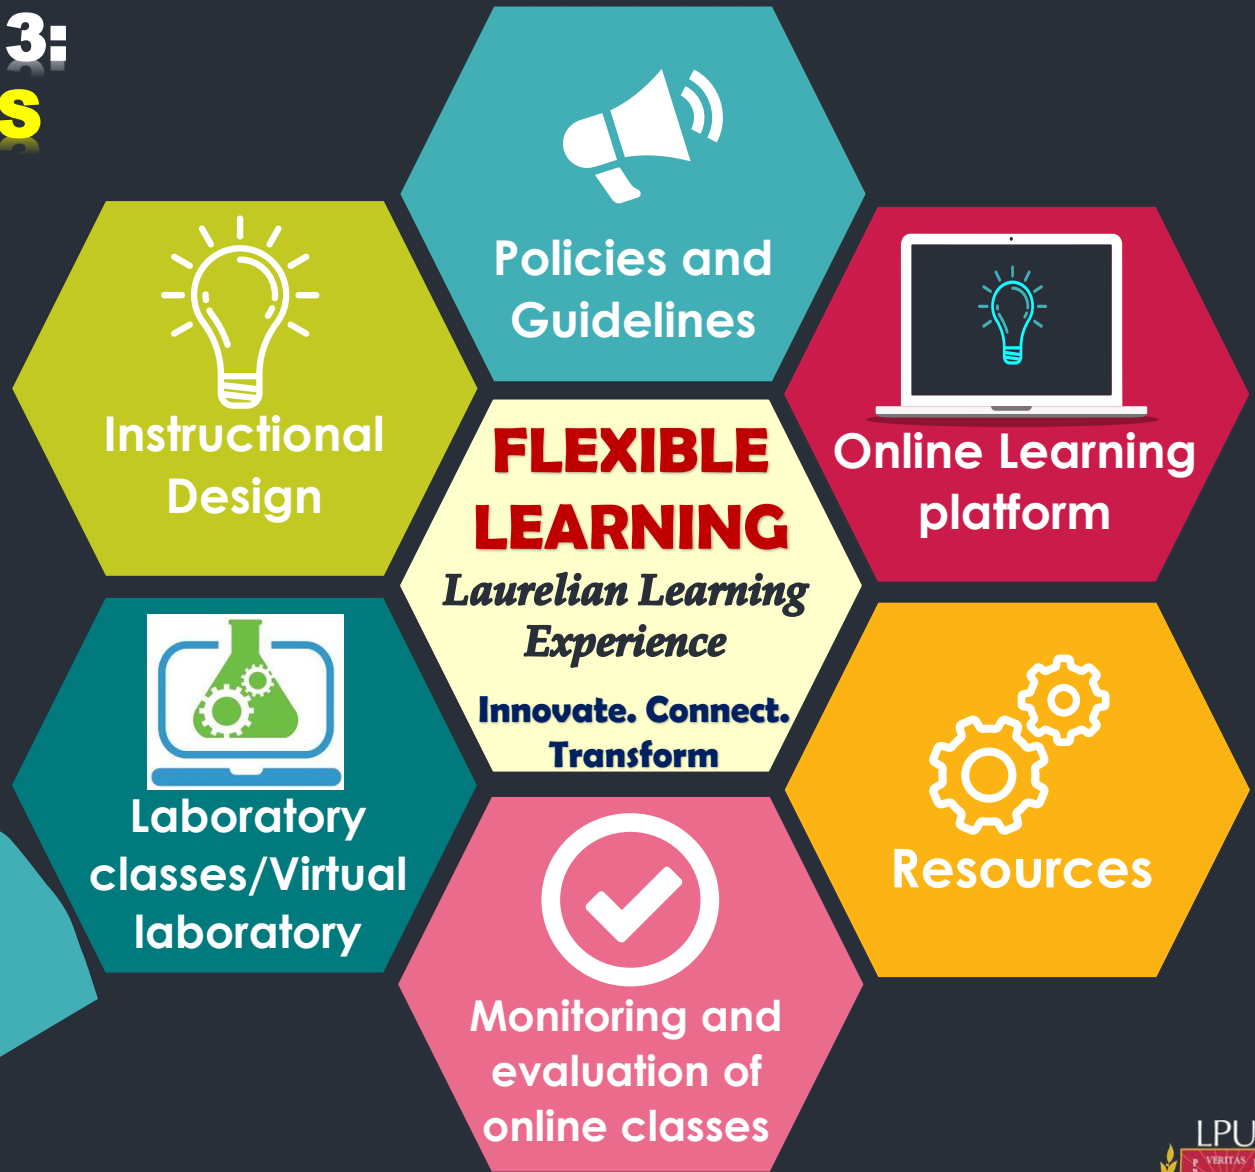 3:
S
Policies and
Guidelines
Instructional
Design
Online Learning
platform
FLEXIBLE
LEARNING
Laurelian Learning
Experience
Innovate. Connect.
Transform
Laboratory
classes/Virtual
laboratory
Resources
Monitoring and
evaluation of
online classes
LPU
VERITAS